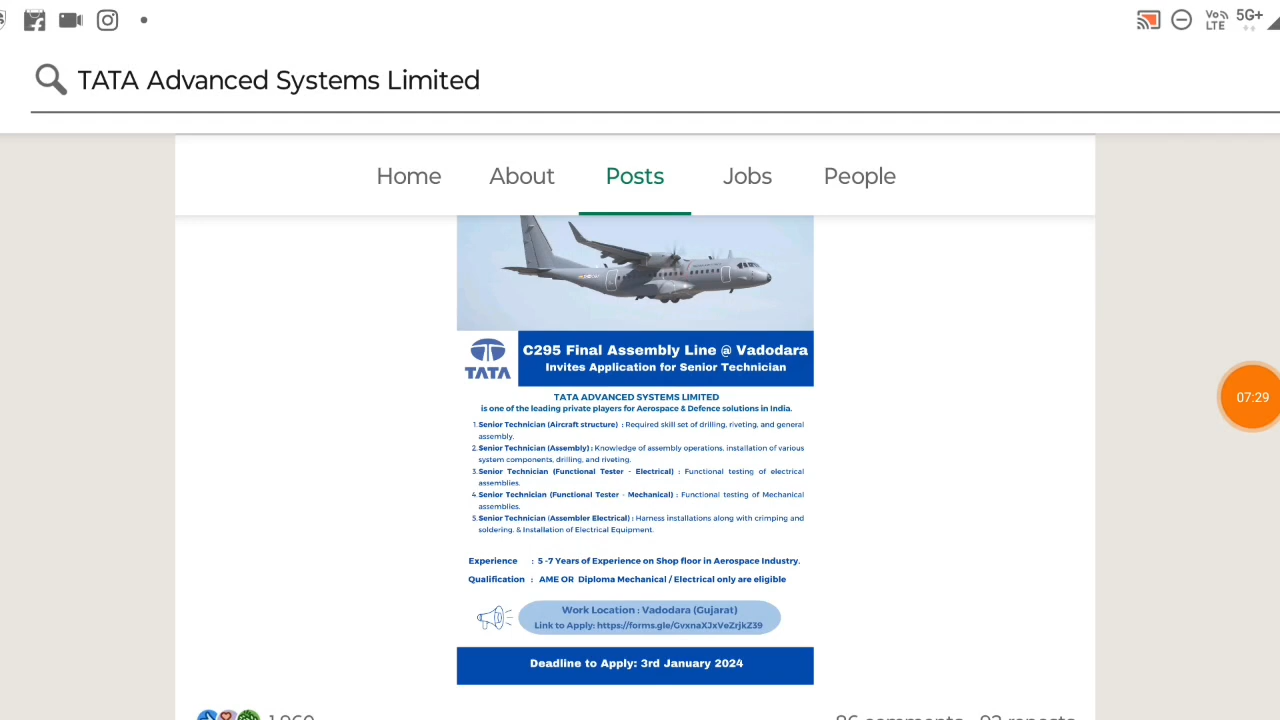 Vo
LTE
5G+
TATA Advanced Systems Limited
Home About Posts Jobs People
TATA
C295 Final Assembly Line @ Vadodara
Invites Application for Senior Technician
TATA ADVANCED SYSTEMS LIMITED
is one of the leading private players for Aerospace & Defence solutions in India.
1. Senior Technician (Aircraft structure) : Required skill set of drilling, riveting, and general
assembly.
2. Senior Technician (Assembly) : Knowledge of assembly operations, installation of various
system components, drilling, and riveting.
3. Senior Technician (Functional Tester - Electrical) : Functional testing of electrical
assemblies.
4. Senior Technician (Functional Tester - Mechanical) : Functional testing of Mechanical
assemblies.
5. Senior Technician (Assembler Electrical) : Harness installations along with crimping and
soldering, & Installation of Electrical Equipment.
Experience : 5 -7 Years of Experience on Shop floor in Aerospace Industry.
Qualification : AME OR Diploma Mechanical / Electrical only are eligible
Work Location : Vadodara (Gujarat)
Link to Apply: https://forms.gle/GvxnaXJxVeZrjkZ39
Deadline to Apply: 3rd January 2024
07:29